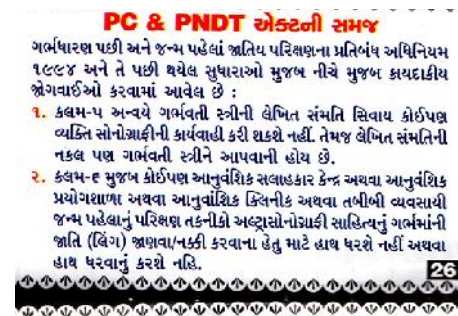 PC & PNDT એક્ટની સમજ
ગર્ભધારણ પછી અને જન્મ પહેલાં જાતિય પરિક્ષણના પ્રતિબંધ અધિનિયમ
૧૯૯૪ અને તે પછી થયેલ સુધારાઓ મુજબ નીચે મુજબ કાયદાકીય
જોગવાઈઓ કરવામાં આવેલ છે :
૧. કલમ-૫ અન્વયે ગર્ભવતી સ્ત્રીની લેખિત સંમતિ સિવાય કોઈપણ
વ્યક્તિ સોનોગ્રાફીની કાર્યવાહી કરી શકશે નહીં. તેમજ લેખિત સંમતિની
નકલ પણ ગર્ભવતી સ્ત્રીને આપવાની હોય છે.
૨. કલમ-૬ મુજબ કોઈપણ આનુવંશિક સલાહકાર કેન્દ્ર અથવા આનુવંશિક
પ્રયોગશાળા અથવા આનુવાંશિક ક્લિનીક અથવા તબીબી વ્યવસાયી
જન્મ પહેલાનું પરિક્ષણ તકનીકો અલ્ટ્રાસોનોગ્રાફી સાહિત્યનું ગર્ભમાંની
જાતિ (લિંગ) જાણવા/નક્કી કરવાના હેતુ માટે હાથ ધરશે નહીં અથવા
હાથ ધરવાનું કરશે નહિ.
26